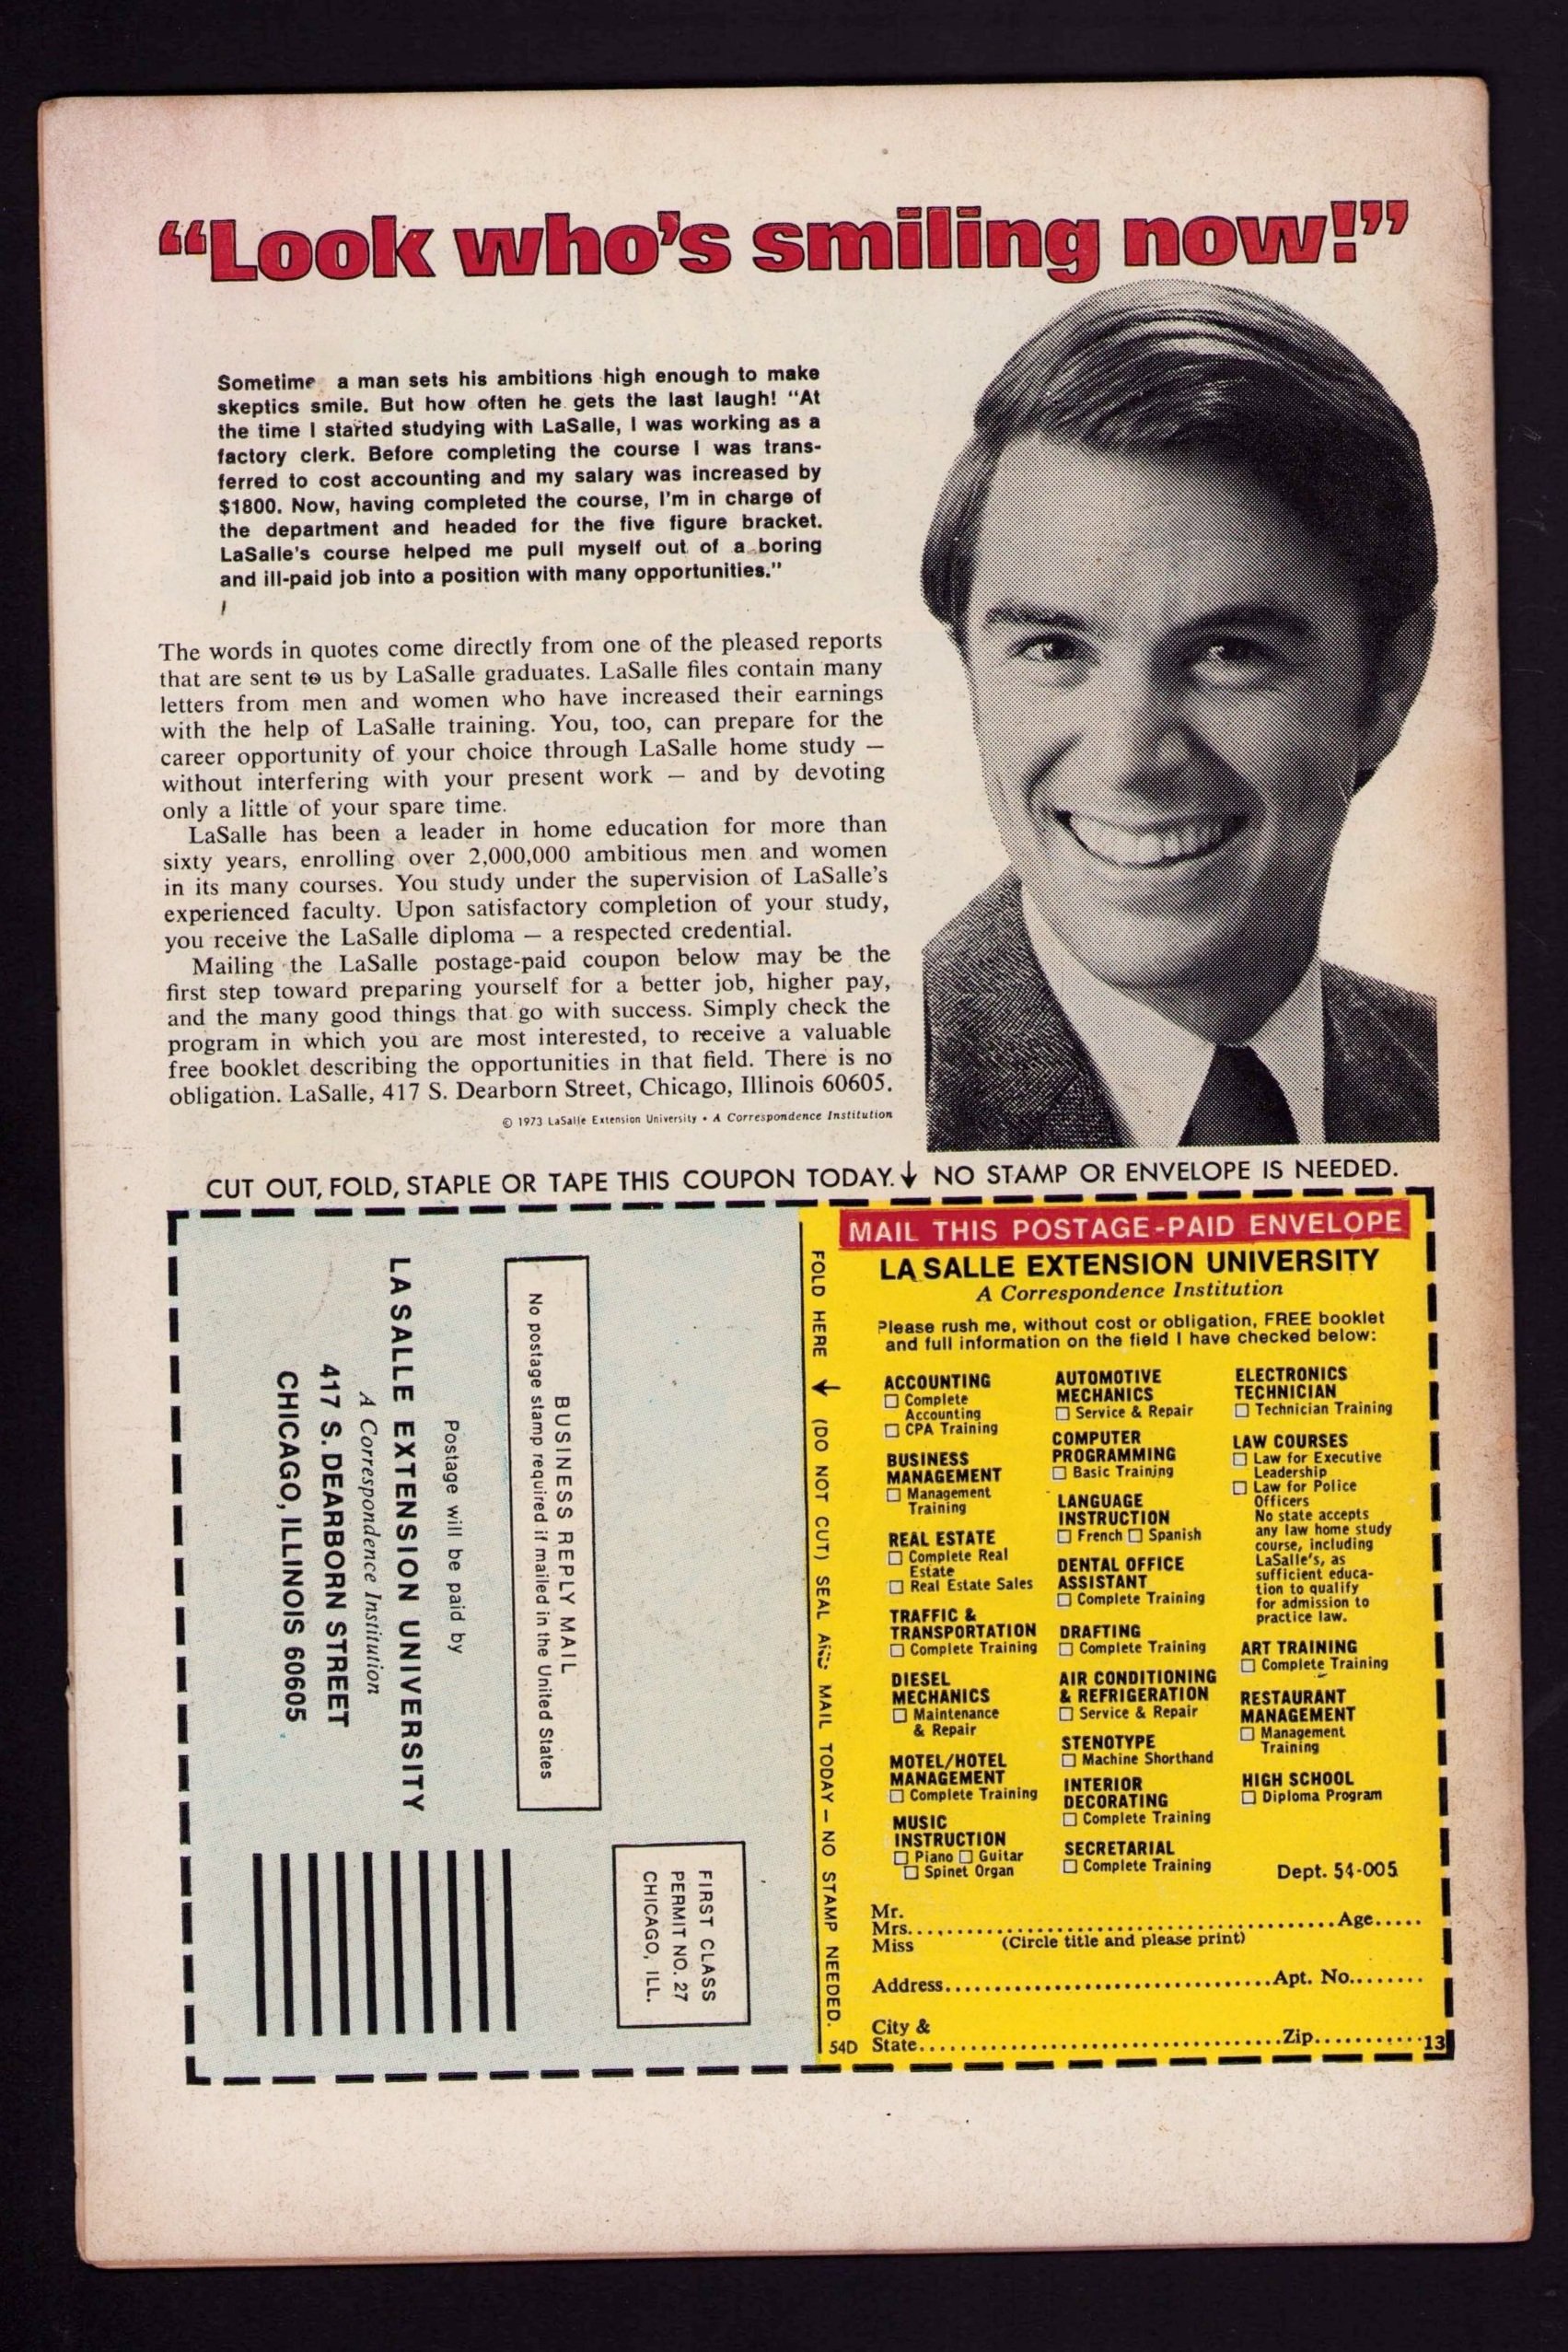 “Look who’s smiling now!”
Sometime a man sets his ambitions high enough to make
skeptics smile. But how often he gets the last laugh! “At
the time I started studying with LaSalle, I was working as a
factory clerk. Before completing the course I was trans-
ferred to cost accounting and my salary was increased by
$1800. Now, having completed the course, I’m in charge of
the department and headed for the five figure bracket.
LaSalle’s course helped me pull myself out of a boring
and ill-paid job into a position with many opportunities.”
The words in quotes come directly from one of the pleased reports
that are sent to us by LaSalle graduates. LaSalle files contain many
letters from men and women who have increased their earnings
with the help of LaSalle training. You, too, can prepare for the
career opportunity of your choice through LaSalle home study —
without interfering with your present work — and by devoting
only a little of your spare time.
LaSalle has been a leader in home education for more than
sixty years, enrolling over 2,000,000 ambitious men and women
in its many courses. You study under the supervision of LaSalle’s
experienced faculty. Upon satisfactory completion of your study,
you receive the LaSalle diploma — a respected credential.
Mailing the LaSalle postage-paid coupon below may be the
first step toward preparing yourself for a better job, higher pay,
and the many good things that go with success. Simply check the
program in which you are most interested, to receive a valuable
free booklet describing the opportunities in that field. There is no
obligation. LaSalle, 417 S. Dearborn Street, Chicago, Illinois 60605.
© 1973 LaSalle Extension University • A Correspondence Institution
CUT OUT, FOLD, STAPLE OR TAPE THIS COUPON TODAY. ↓ NO STAMP OR ENVELOPE IS NEEDED.
FIRST CLASS
PERMIT NO. 27
CHICAGO, ILL.
BUSINESS REPLY MAIL
No postage stamp required if mailed in the United States
Postage will be paid by
LA SALLE EXTENSION UNIVERSITY
A Correspondence Institution
417 S. DEARBORN STREET
CHICAGO, ILLINOIS 60605
FOLD HERE ↓ (DO NOT CUT) SEAL AND MAIL TODAY — NO STAMP NEEDED.
MAIL THIS POSTAGE-PAID ENVELOPE
LA SALLE EXTENSION UNIVERSITY
A Correspondence Institution
Please rush me, without cost or obligation, FREE booklet
and full information on the field I have checked below:
ACCOUNTING
☐ Complete
Accounting
☐ CPA Training
BUSINESS
MANAGEMENT
☐ Management
Training
REAL ESTATE
☐ Complete Real
Estate
☐ Real Estate Sales
TRAFFIC &
TRANSPORTATION
☐ Complete Training
DIESEL
MECHANICS
☐ Maintenance
& Repair
MOTEL/HOTEL
MANAGEMENT
☐ Complete Training
MUSIC
INSTRUCTION
☐ Piano ☐ Guitar
☐ Spinet Organ
AUTOMOTIVE
MECHANICS
☐ Service & Repair
COMPUTER
PROGRAMMING
☐ Basic Training
LANGUAGE
INSTRUCTION
☐ French ☐ Spanish
DENTAL OFFICE
ASSISTANT
☐ Complete Training
DRAFTING
☐ Complete Training
AIR CONDITIONING
& REFRIGERATION
☐ Service & Repair
STENOTYPE
☐ Machine Shorthand
INTERIOR
DECORATING
☐ Complete Training
SECRETARIAL
☐ Complete Training
ELECTRONICS
TECHNICIAN
☐ Technician Training
LAW COURSES
☐ Law for Executive
Leadership
☐ Law for Police
Officers
No state accepts
any law home study
course, including
LaSalle’s, as
sufficient educa-
tion to qualify
for admission to
practice law.
ART TRAINING
☐ Complete Training
RESTAURANT
MANAGEMENT
☐ Management
Training
HIGH SCHOOL
☐ Diploma Program
Dept. 54-005
Mr.
Mrs. Age
Miss (Circle title and please print)
Address Apt. No.
City &
State Zip
54D
13